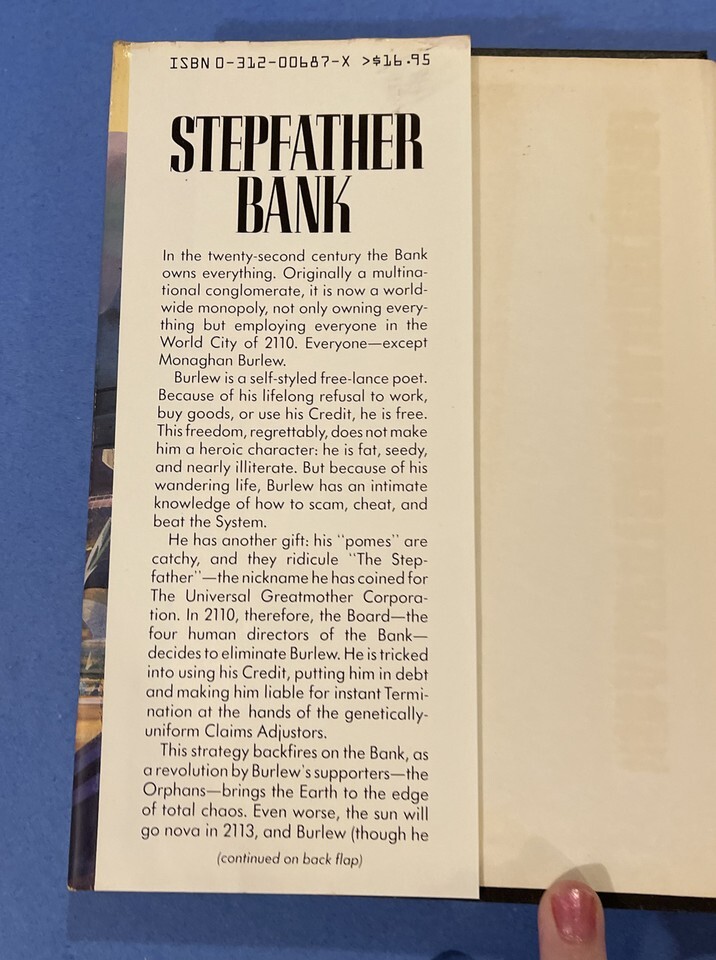 ISBN 0-312-00687-X >$16.95
STEPFATHER
BANK
In the twenty-second century the Bank
owns everything. Originally a multina-
tional conglomerate, it is now a world-
wide monopoly, not only owning every-
thing but employing everyone in the
World City of 2110. Everyone—except
Monaghan Burlew.
Burlew is a self-styled free-lance poet.
Because of his lifelong refusal to work,
buy goods, or use his Credit, he is free.
This freedom, regrettably, does not make
him a heroic character: he is fat, seedy,
and nearly illiterate. But because of his
wandering life, Burlew has an intimate
knowledge of how to scam, cheat, and
beat the System.
He has another gift: his "pomes" are
catchy, and they ridicule "The Step-
father"—the nickname he has coined for
The Universal Greatmother Corpora-
tion. In 2110, therefore, the Board—the
four human directors of the Bank—
decides to eliminate Burlew. He is tricked
into using his Credit, putting him in debt
and making him liable for instant Termi-
nation at the hands of the genetically-
uniform Claims Adjustors.
This strategy backfires on the Bank, as
a revolution by Burlew's supporters—the
Orphans—brings the Earth to the edge
of total chaos. Even worse, the sun will
go nova in 2113, and Burlew (though he
(continued on back flap)